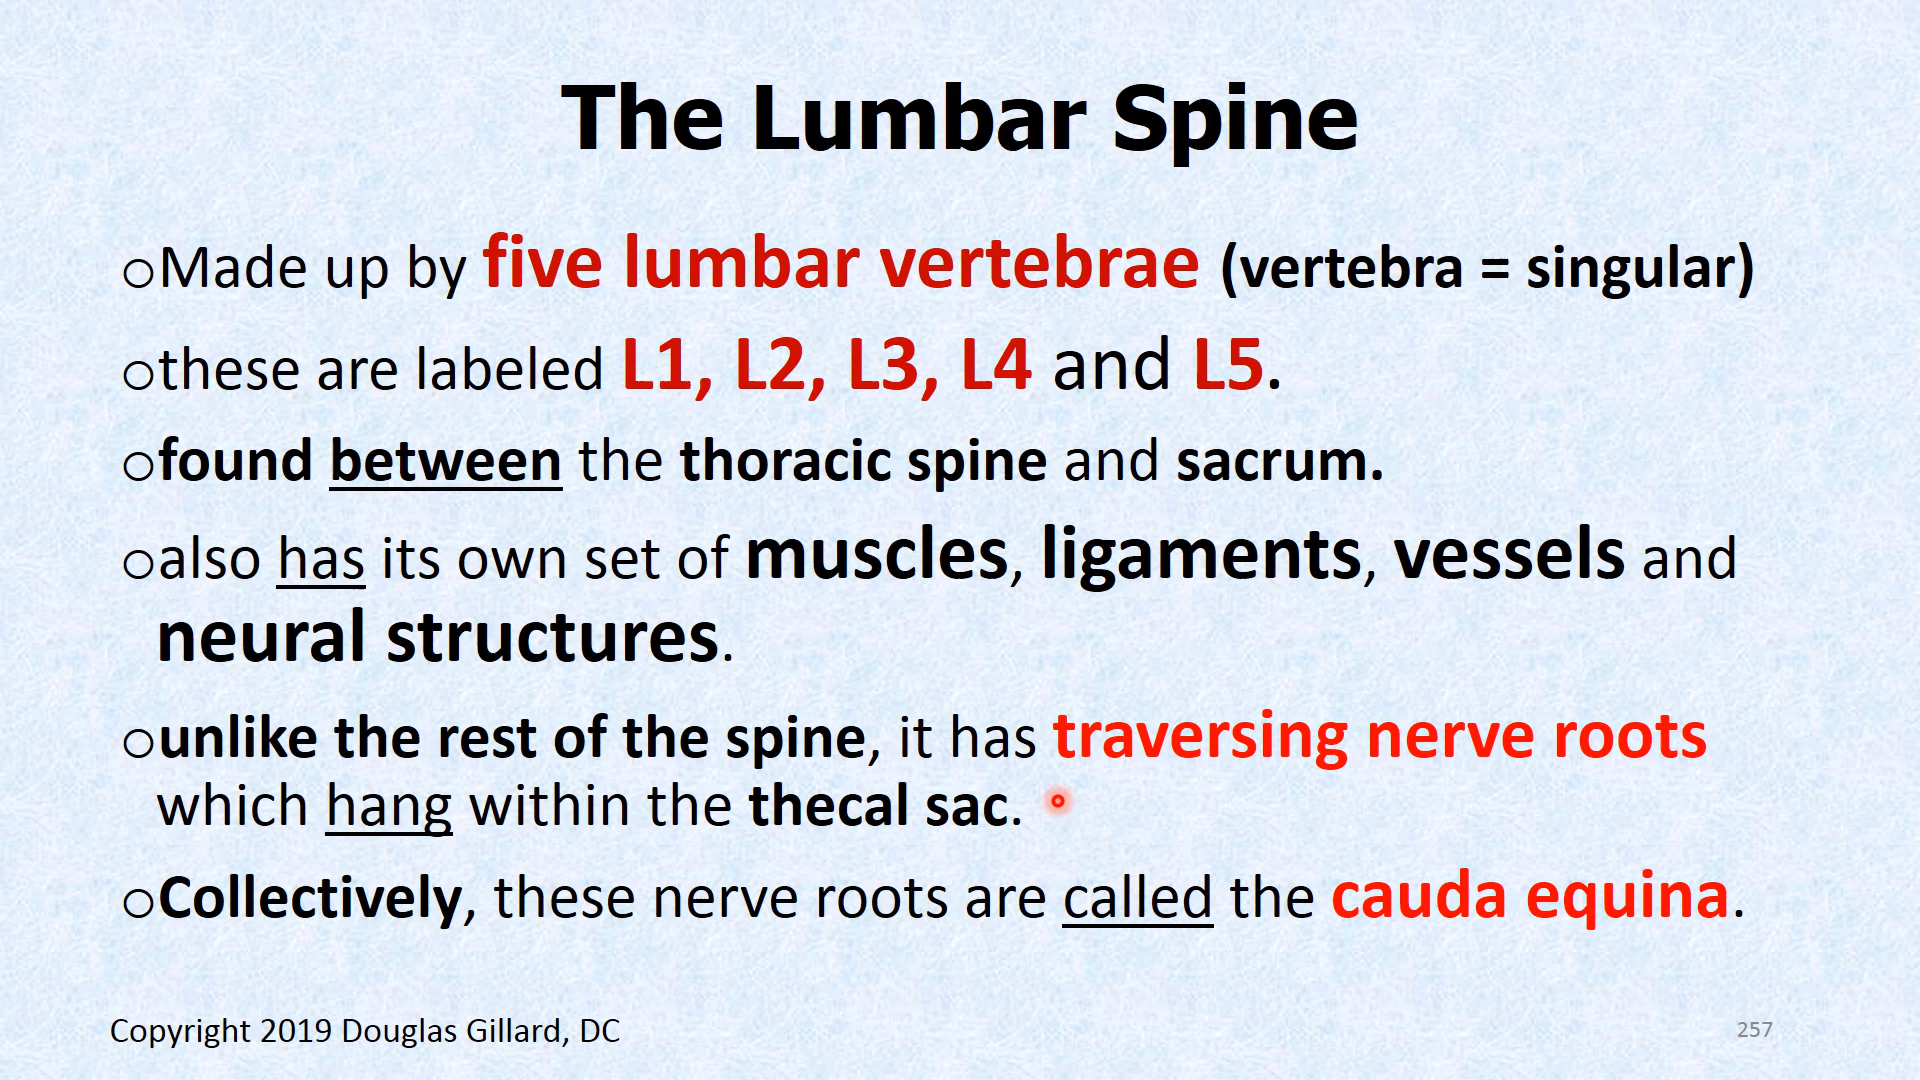 The Lumbar Spine
oMade up by five lumbar vertebrae (vertebra = singular)
othese are labeled L1, L2, L3, L4 and L5.
ofound between the thoracic spine and sacrum.
oalso has its own set of muscles, ligaments, vessels and
neural structures.
ounlike the rest of the spine, it has traversing nerve roots
which hang within the thecal sac.
oCollectively, these nerve roots are called the cauda equina.
Copyright 2019 Douglas Gillard, DC
257